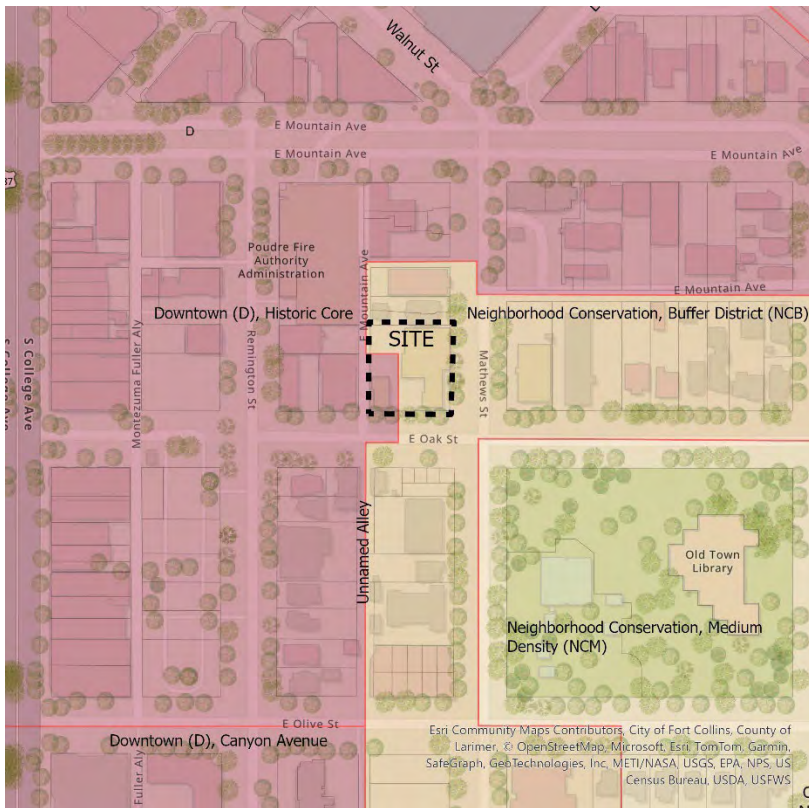 Walnut St
D
E Mountain Ave
E Mountain Ave
E Mountain Ave
37
Poudre Fire
Authority
Administration
E Mountain Ave
E Mountain Ave
Downtown (D), Historic Core
Neighborhood Conservation, Buffer District (NCB)
SITE
S College Ave
S College Ave
Montezuma Fuller Aly
Remington St
Mathews St
E Oak St
Unnamed Alley
Old Town
Library
Neighborhood Conservation, Medium
Density (NCM)
E Olive St
Downtown (D), Canyon Avenue
Fuller Aly
Esri Community Maps Contributors, City of Fort Collins, County of
Larimer, © OpenStreetMap, Microsoft, Esri, TomTom, Garmin,
SafeGraph, GeoTechnologies, Inc, METI/NASA, USGS, EPA, NPS, US
Census Bureau, USDA, USFWS